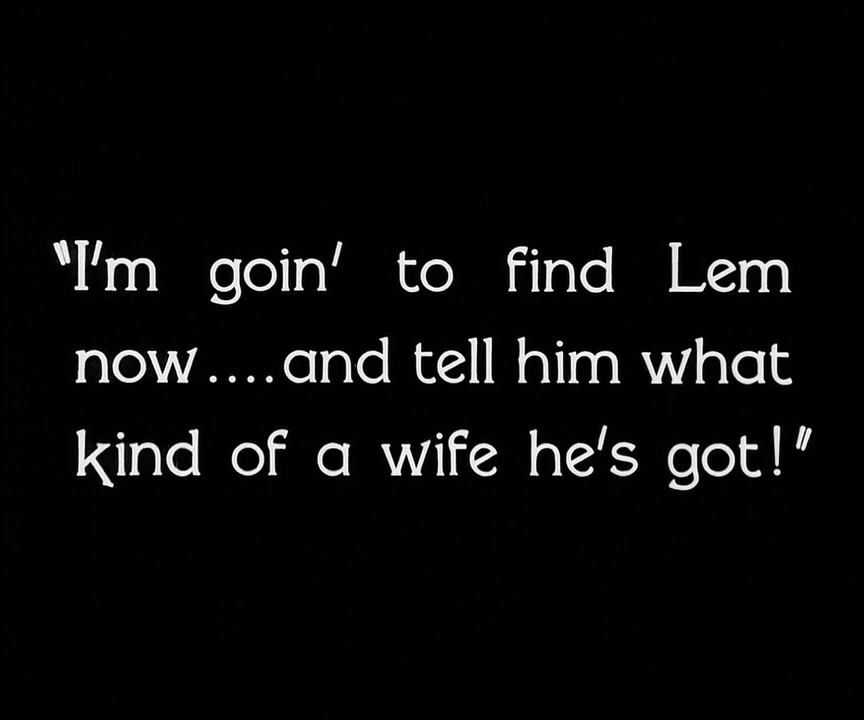 "I'm goin' to find Lem
now....and tell him what
kind of a wife he's got!"